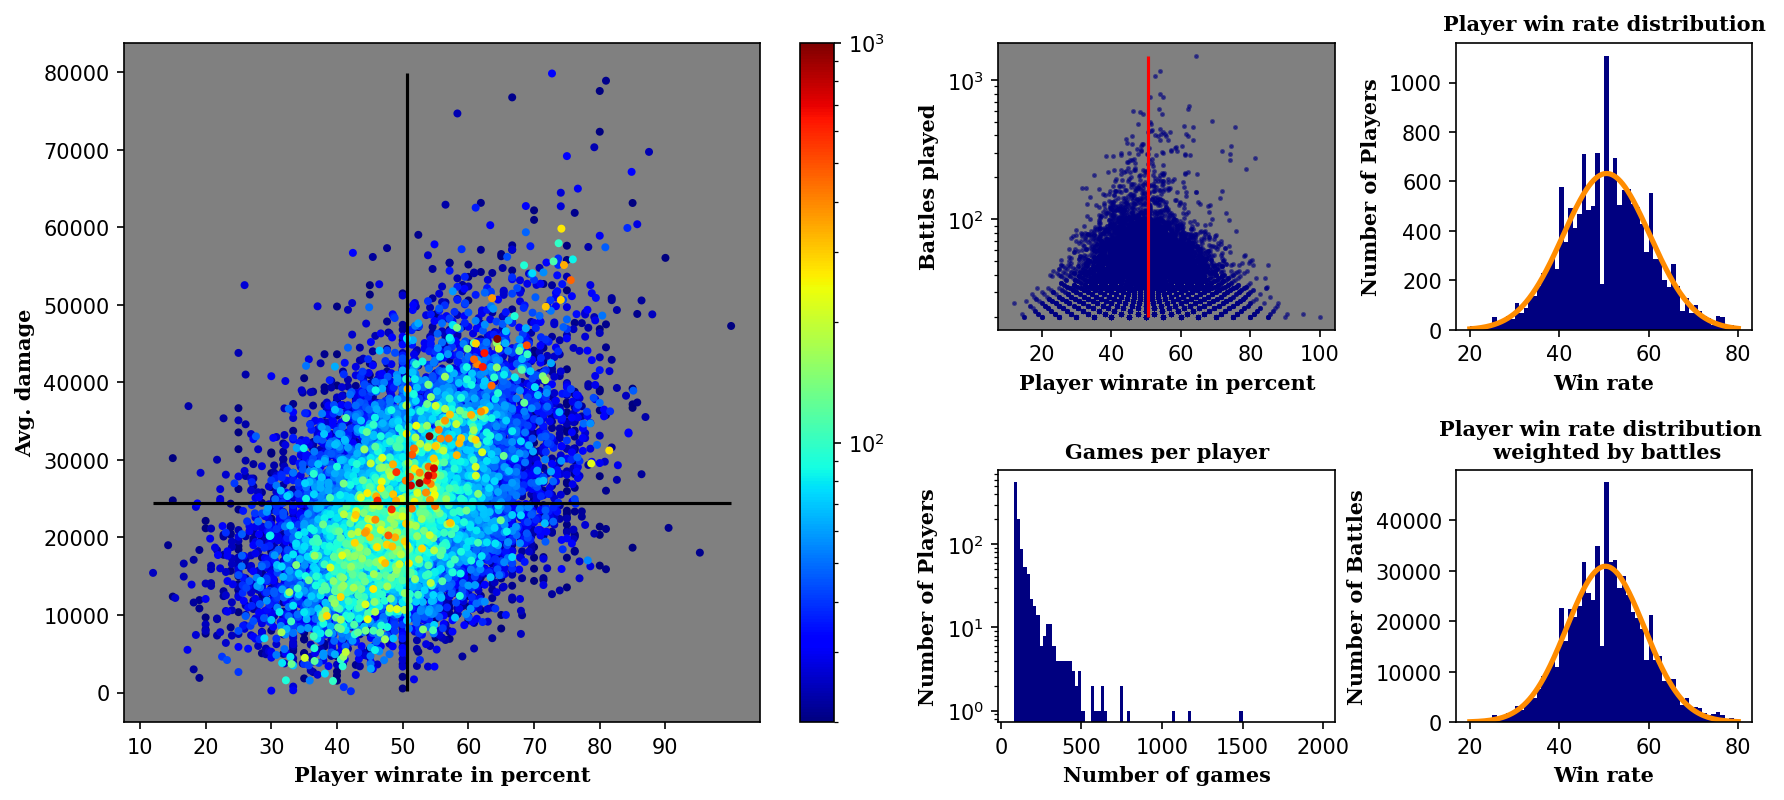 Avg. damage
80000
70000
60000
50000
40000
30000
20000
10000
0
10 20 30 40 50 60 70 80 90
Player winrate in percent
10³
10²
Battles played
10³
10²
20 40 60 80 100
Player winrate in percent
Player win rate distribution
Number of Players
1000
800
600
400
200
0
20 40 60 80
Win rate
Games per player
Number of Players
10²
10¹
10⁰
0 500 1000 1500 2000
Number of games
Player win rate distribution
weighted by battles
Number of Battles
40000
30000
20000
10000
0
20 40 60 80
Win rate